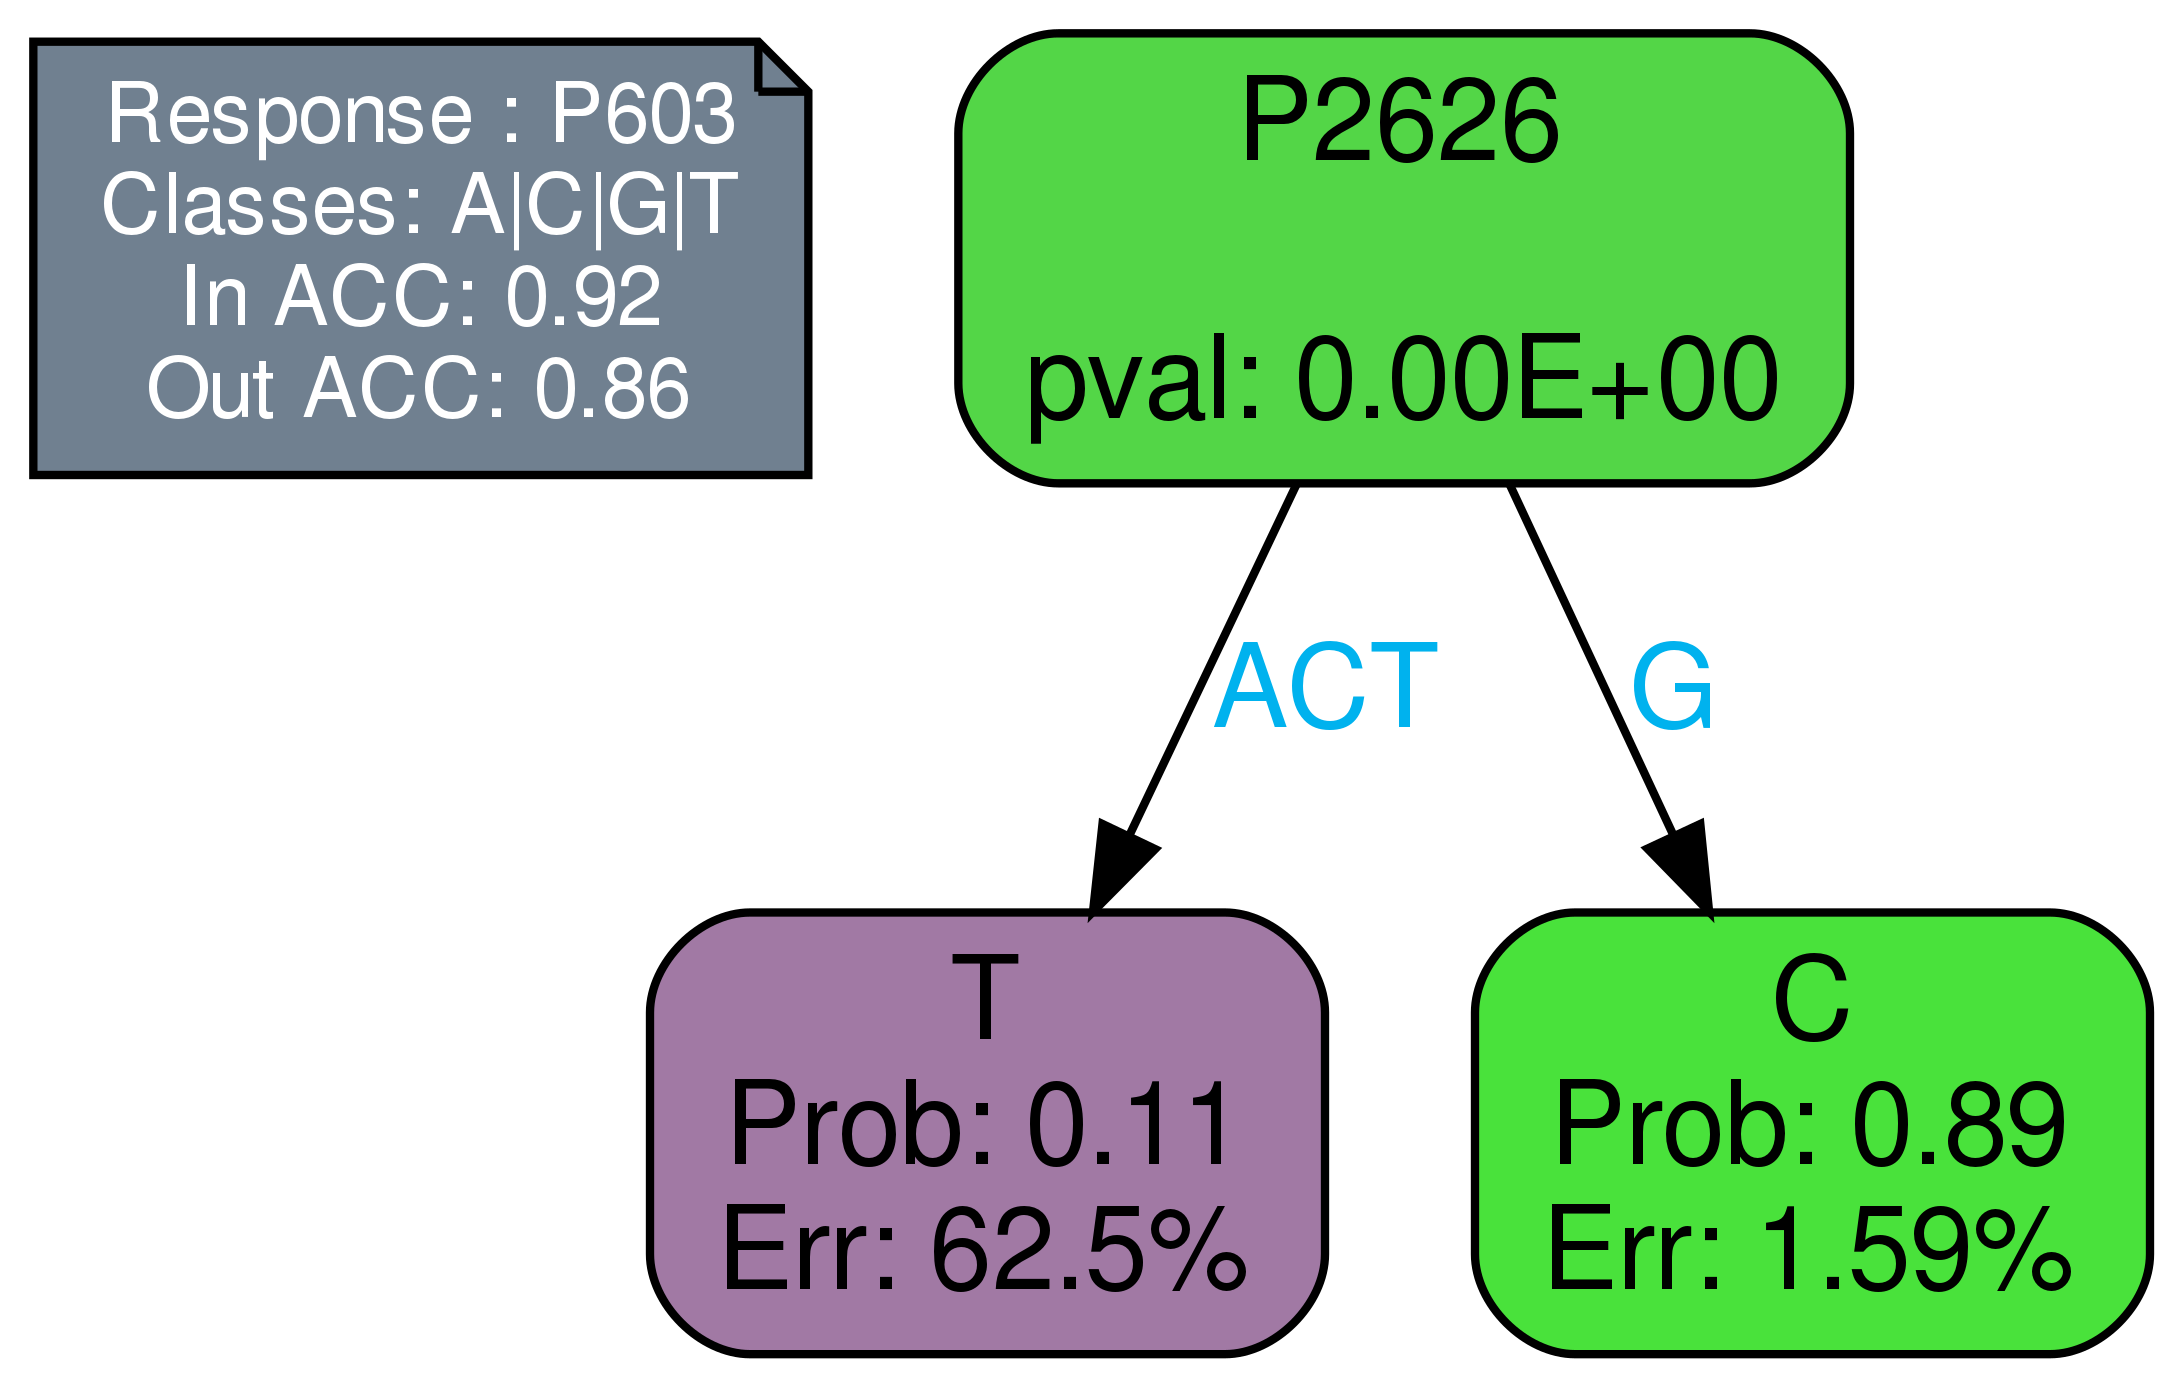 Response : P603
Classes: A|C|G|T
In ACC: 0.92
Out ACC: 0.86
P2626
pval: 0.00E+00
ACT
G
T
Prob: 0.11
Err: 62.5%
C
Prob: 0.89
Err: 1.59%